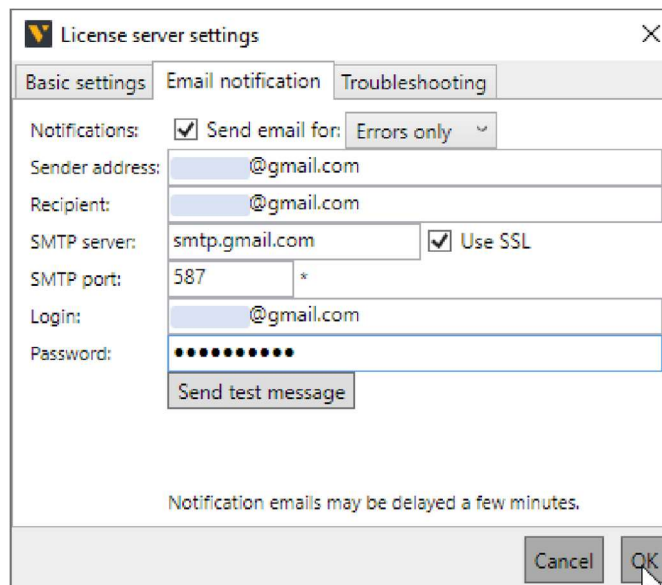 License server settings
Basic settings Email notification Troubleshooting
Notifications: Send email for: Errors only
Sender address: @gmail.com
Recipient: @gmail.com
SMTP server: smtp.gmail.com Use SSL
SMTP port: 587 *
Login: @gmail.com
Password: ••••••••••
Send test message
Notification emails may be delayed a few minutes.
Cancel OK